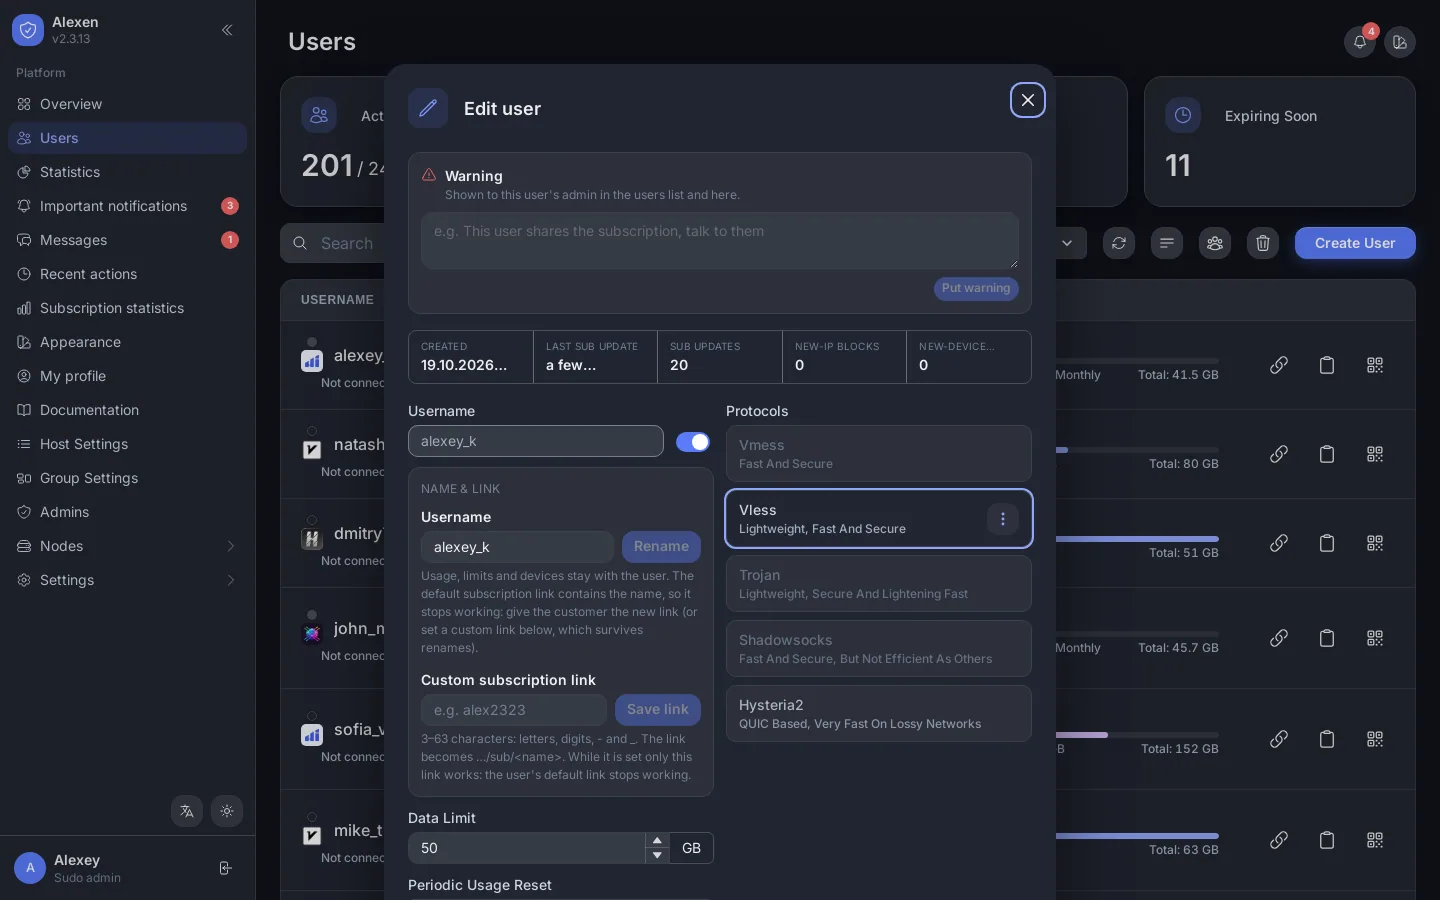 Alexen
v2.3.13
Platform
Overview
Users
Statistics
Important notifications
3
Messages
1
Recent actions
Subscription statistics
Appearance
My profile
Documentation
Host Settings
Group Settings
Admins
Nodes
Settings
A
Alexey
Sudo admin
Users
4
Act
201 / 24
Expiring Soon
11
Search
Create User
USERNAME
alexey_
Not connec
Monthly
Total: 41.5 GB
natash
Not connec
Total: 80 GB
dmitry
Not connec
Total: 51 GB
john_n
Not connec
Monthly
Total: 45.7 GB
sofia_v
Not connec
B
Total: 152 GB
mike_t
Not connec
Total: 63 GB
Edit user
Warning
Shown to this user's admin in the users list and here.
e.g. This user shares the subscription, talk to them
Put warning
CREATED
19.10.2026...
LAST SUB UPDATE
a few...
SUB UPDATES
20
NEW-IP BLOCKS
0
NEW-DEVICE...
0
Username
alexey_k
NAME & LINK
Username
alexey_k
Rename
Usage, limits and devices stay with the user. The
default subscription link contains the name, so it
stops working: give the customer the new link (or
set a custom link below, which survives
renames).
Custom subscription link
e.g. alex2323
Save link
3–63 characters: letters, digits, - and _. The link
becomes …/sub/<name>. While it is set only this
link works: the user's default link stops working.
Data Limit
50
GB
Periodic Usage Reset
Protocols
Vmess
Fast And Secure
Vless
Lightweight, Fast And Secure
Trojan
Lightweight, Secure And Lightening Fast
Shadowsocks
Fast And Secure, But Not Efficient As Others
Hysteria2
QUIC Based, Very Fast On Lossy Networks